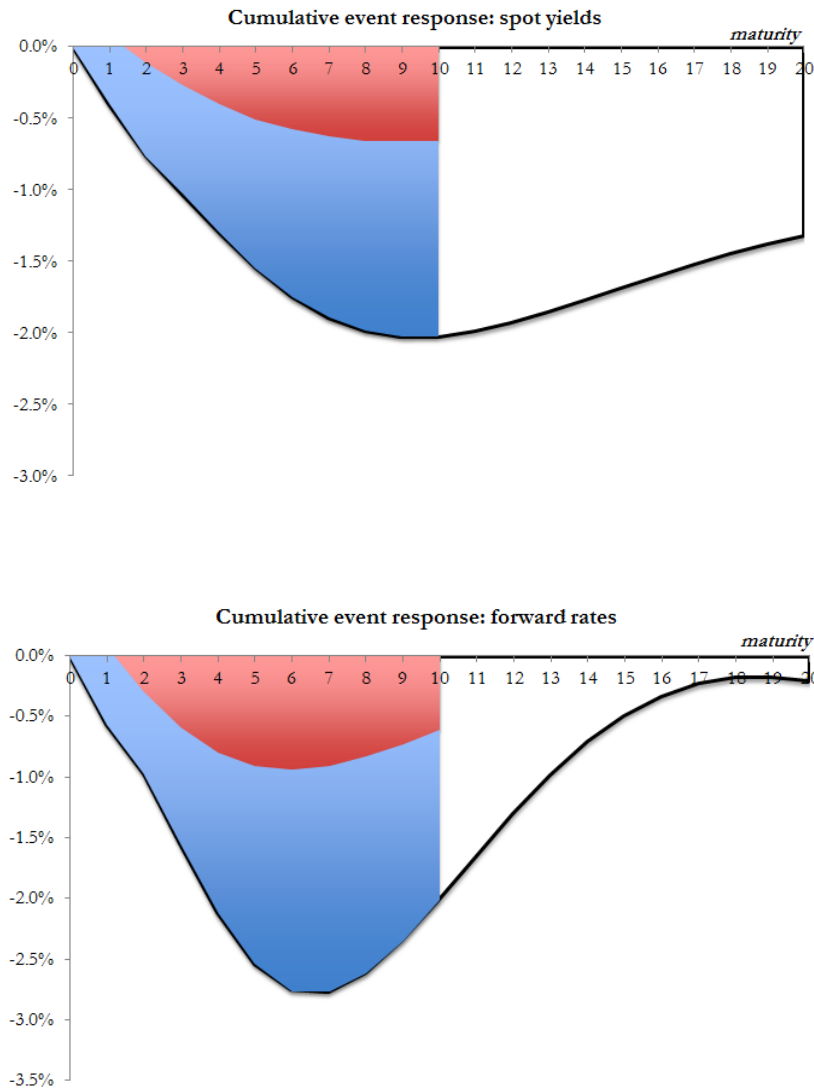 Cumulative event response: spot yields
maturity
0.0%
0 1 2 3 4 5 6 7 8 9 10 11 12 13 14 15 16 17 18 19 20
-0.5%
-1.0%
-1.5%
-2.0%
-2.5%
-3.0%
Cumulative event response: forward rates
maturity
0.0%
0 1 2 3 4 5 6 7 8 9 10 11 12 13 14 15 16 17 18 19 20
-0.5%
-1.0%
-1.5%
-2.0%
-2.5%
-3.0%
-3.5%